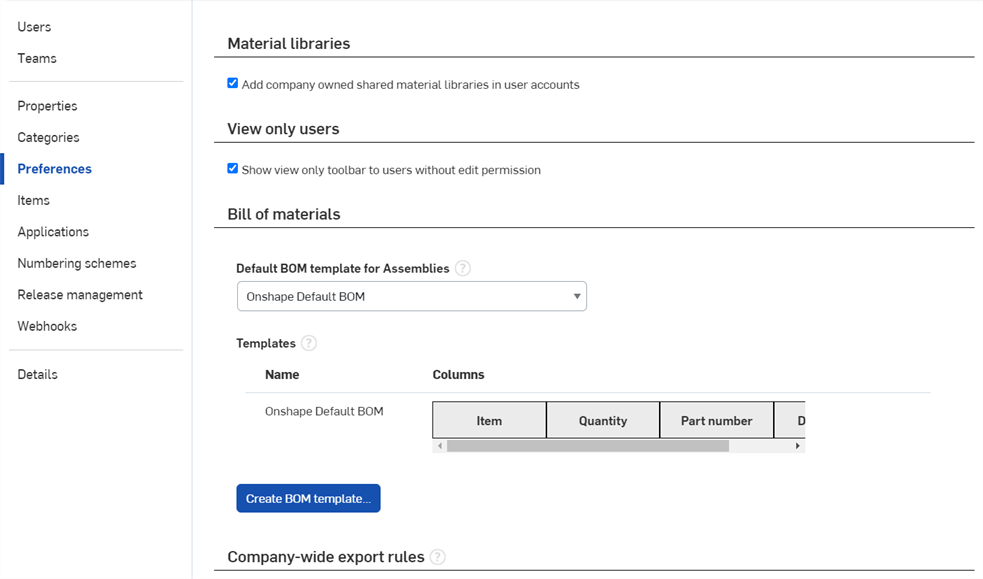 Users
Teams
Properties
Categories
Preferences
Items
Applications
Numbering schemes
Release management
Webhooks
Details
Material libraries
Add company owned shared material libraries in user accounts
View only users
Show view only toolbar to users without edit permission
Bill of materials
Default BOM template for Assemblies ?
Onshape Default BOM
Templates ?
Name Columns
Onshape Default BOM Item Quantity Part number D
Create BOM template...
Company-wide export rules ?